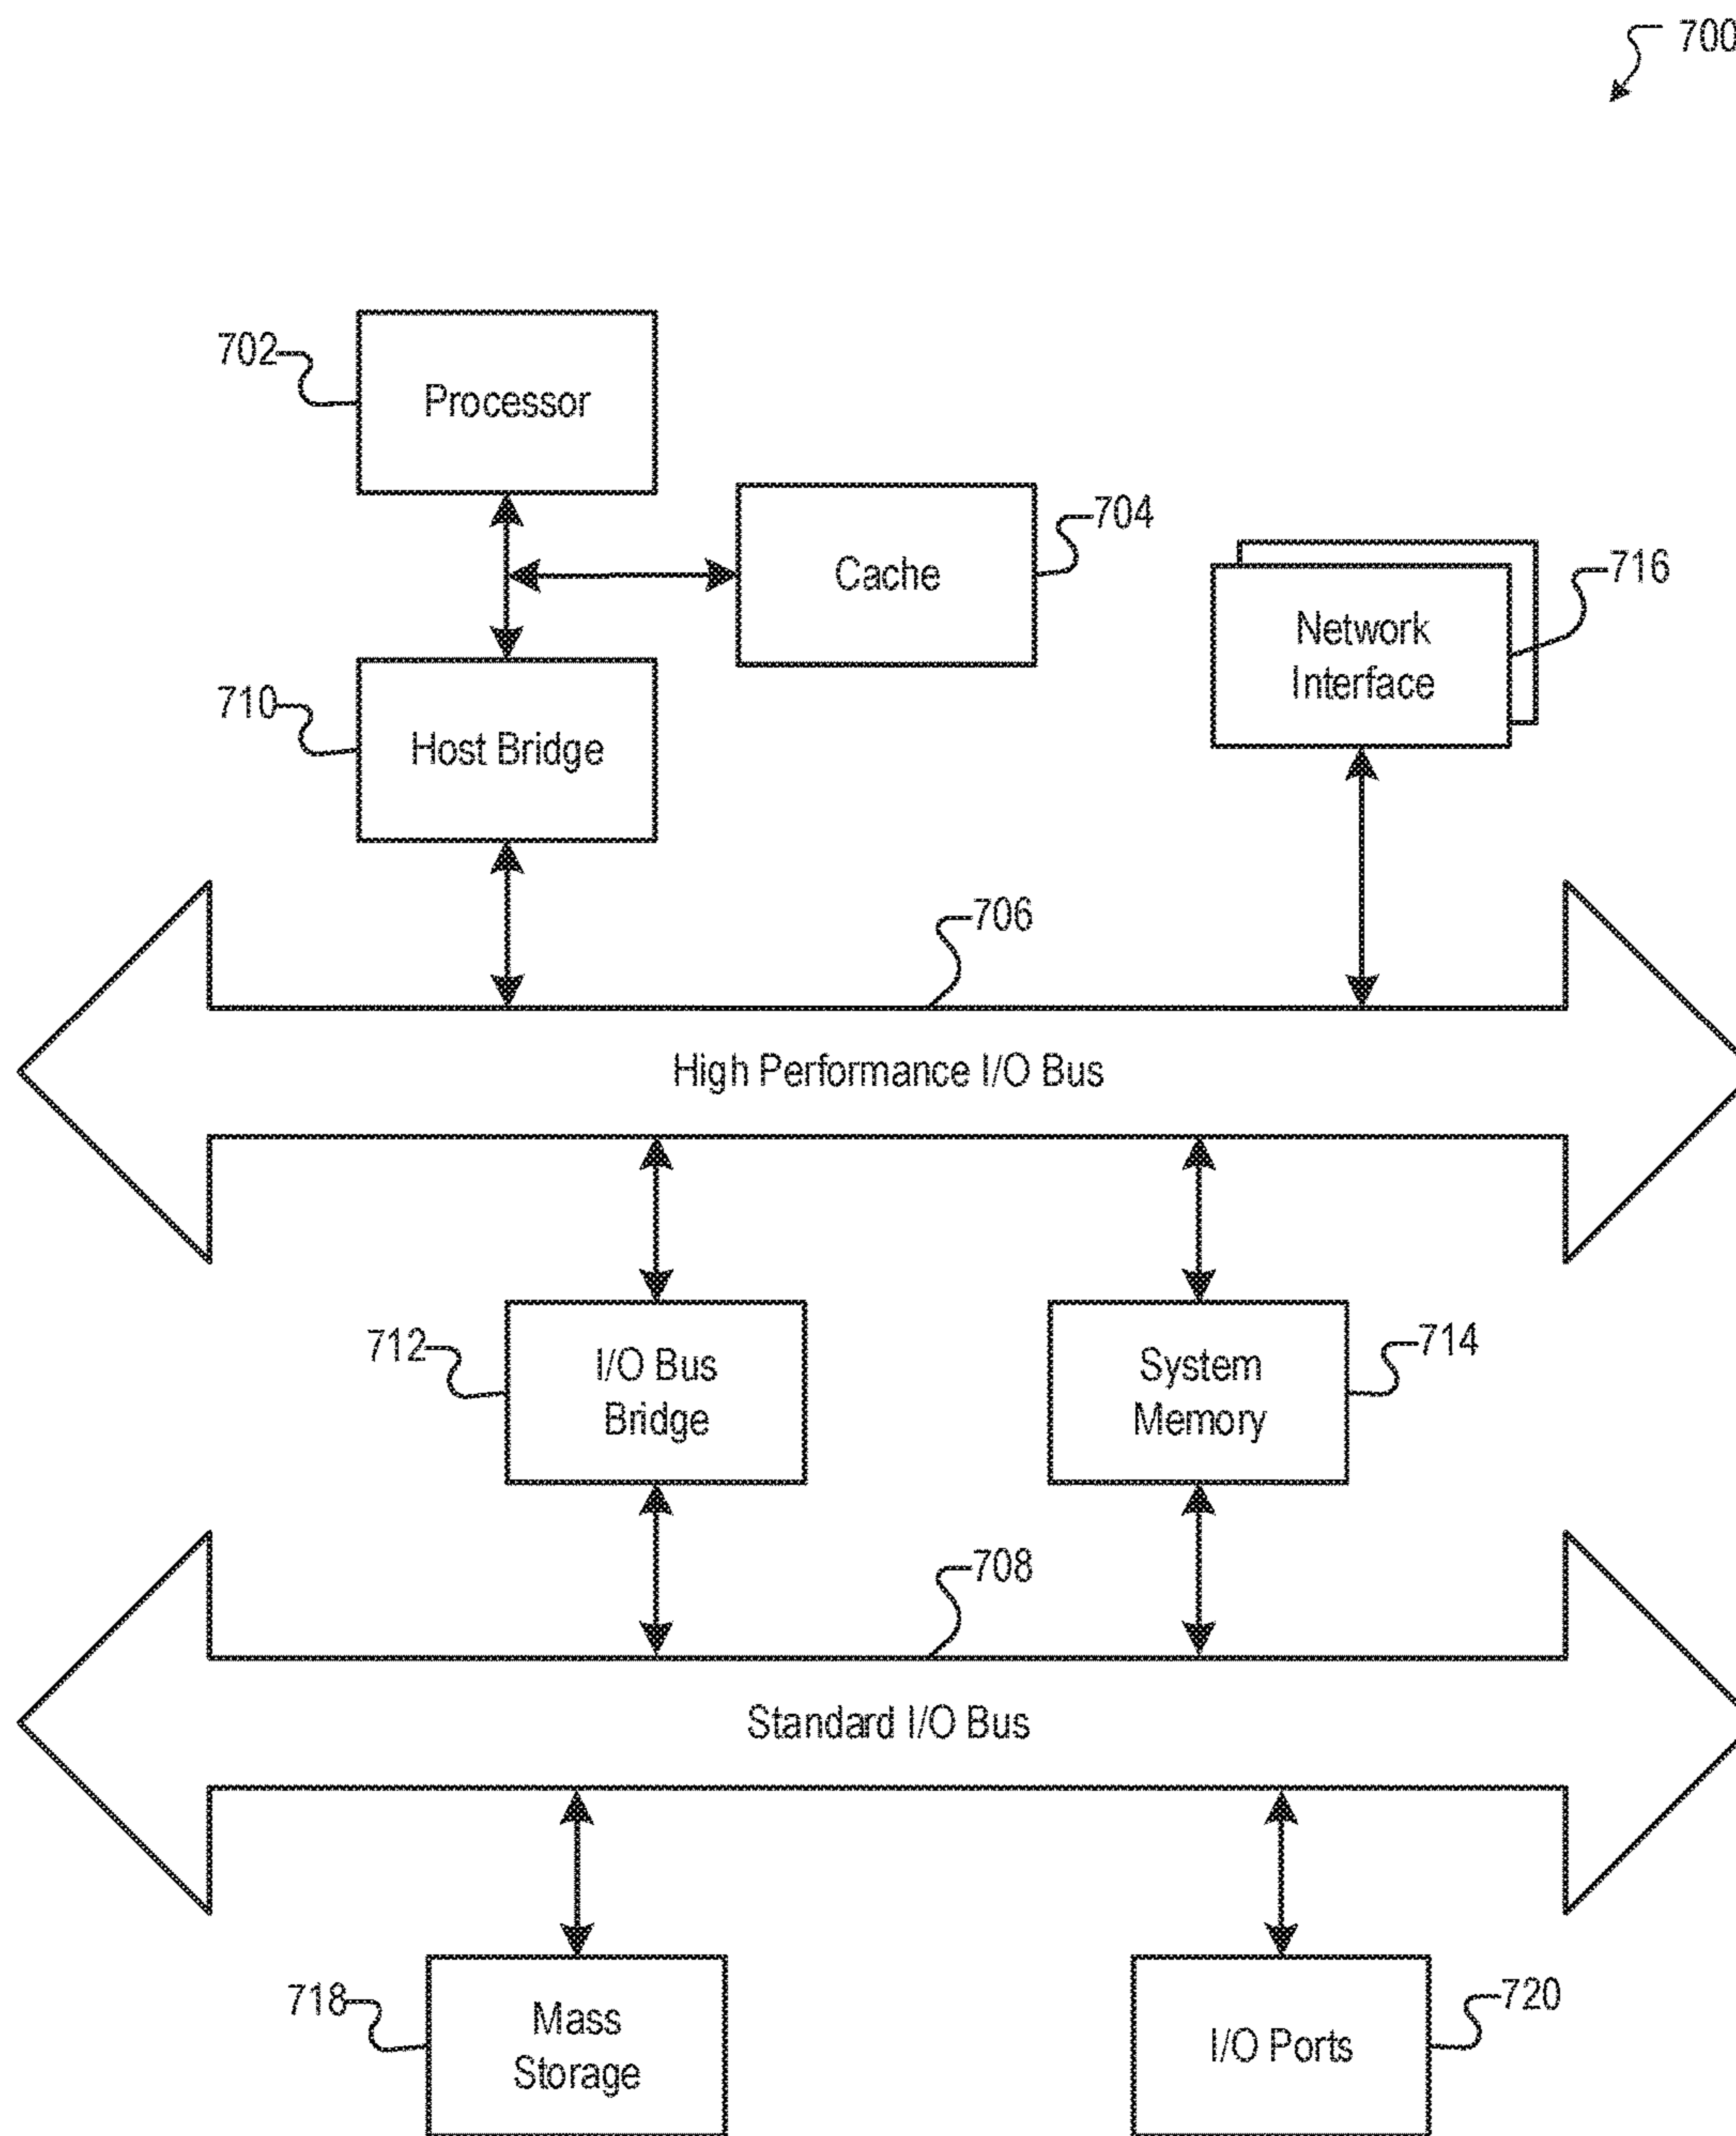 700
702
Processor
704
Cache
716
Network
Interface
710
Host Bridge
706
High Performance I/O Bus
712
I/O Bus
Bridge
714
System
Memory
708
Standard I/O Bus
718
Mass
Storage
720
I/O Ports